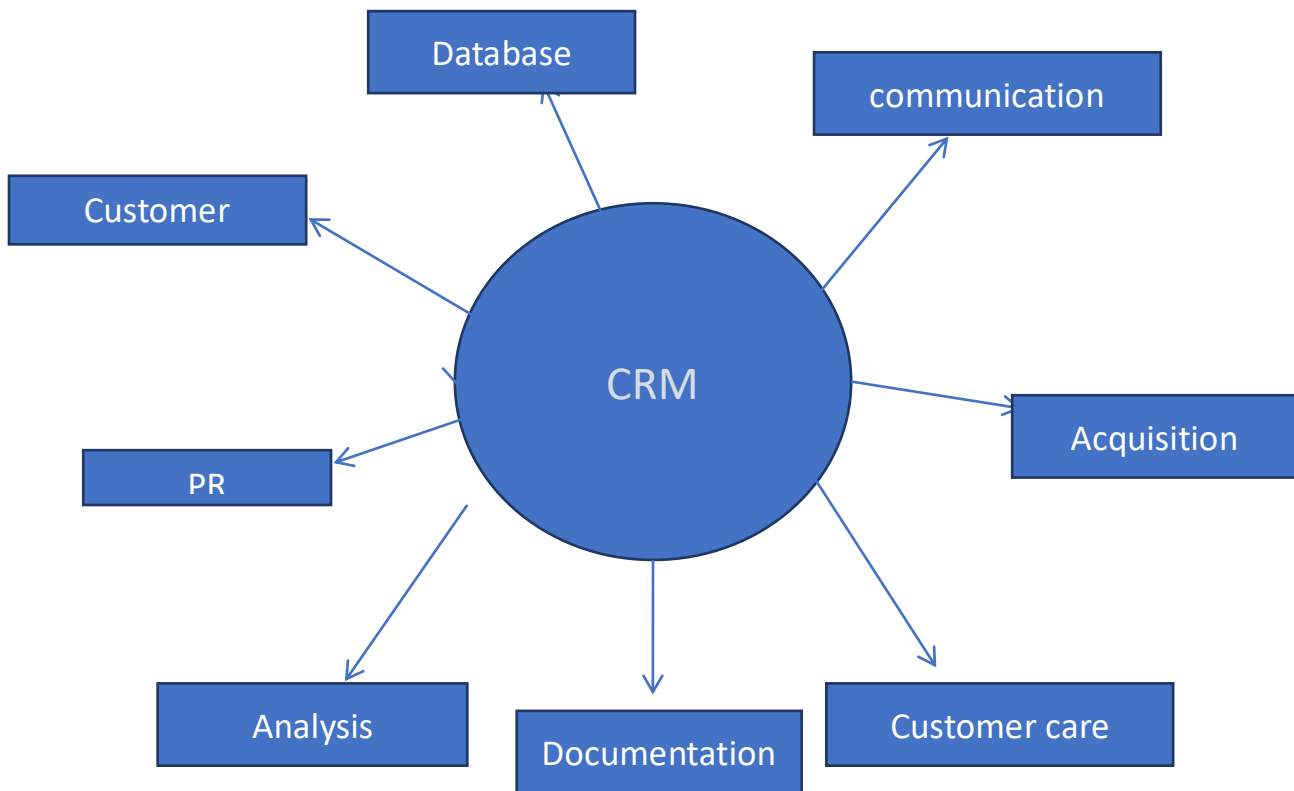 Database
communication
Customer
CRM
Acquisition
PR
Analysis
Documentation
Customer care